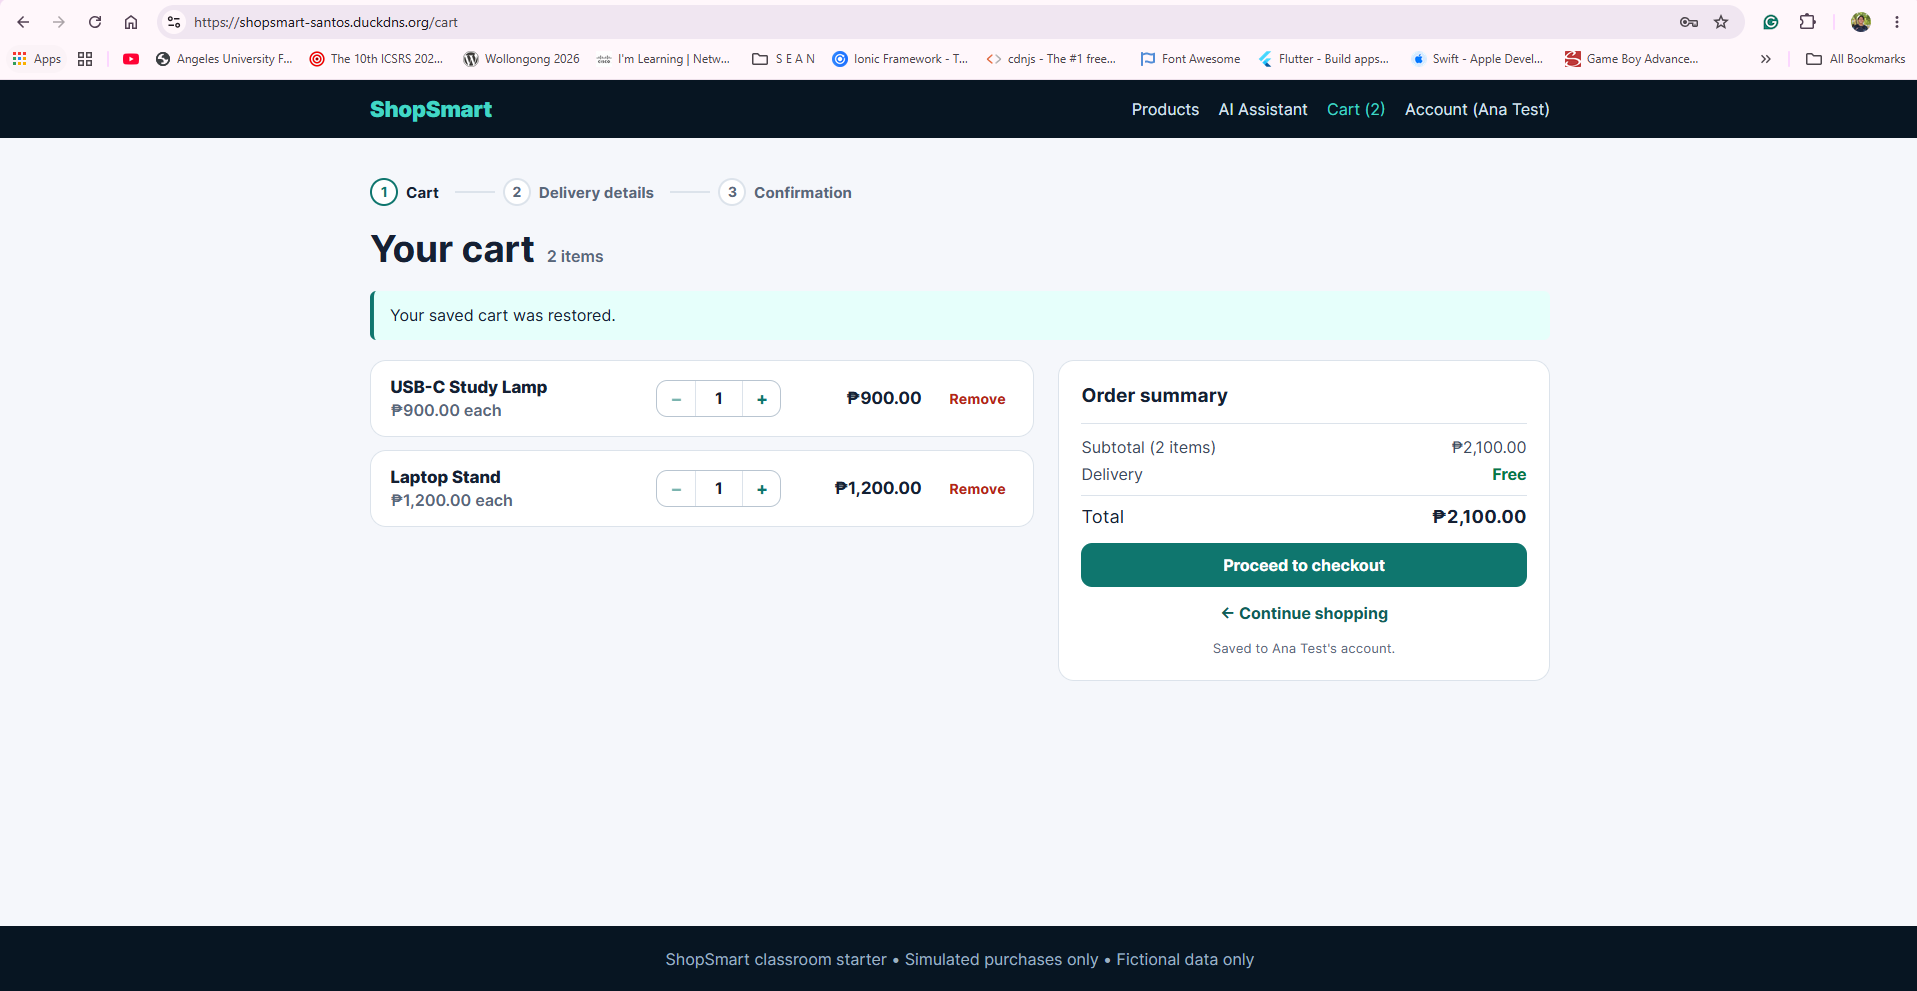 https://shopsmart-santos.duckdns.org/cart
Apps
Angeles University F...
The 10th ICSRS 202...
Wollongong 2026
I'm Learning | Netw...
S E A N
Ionic Framework - T...
cdnjs - The #1 free...
Font Awesome
Flutter - Build apps...
Swift - Apple Devel...
Game Boy Advance...
All Bookmarks
ShopSmart
Products
AI Assistant
Cart (2)
Account (Ana Test)
1 Cart
2 Delivery details
3 Confirmation
Your cart 2 items
Your saved cart was restored.
USB-C Study Lamp
₱900.00 each
− 1 +
₱900.00
Remove
Laptop Stand
₱1,200.00 each
− 1 +
₱1,200.00
Remove
Order summary
Subtotal (2 items) ₱2,100.00
Delivery Free
Total ₱2,100.00
Proceed to checkout
← Continue shopping
Saved to Ana Test's account.
ShopSmart classroom starter • Simulated purchases only • Fictional data only